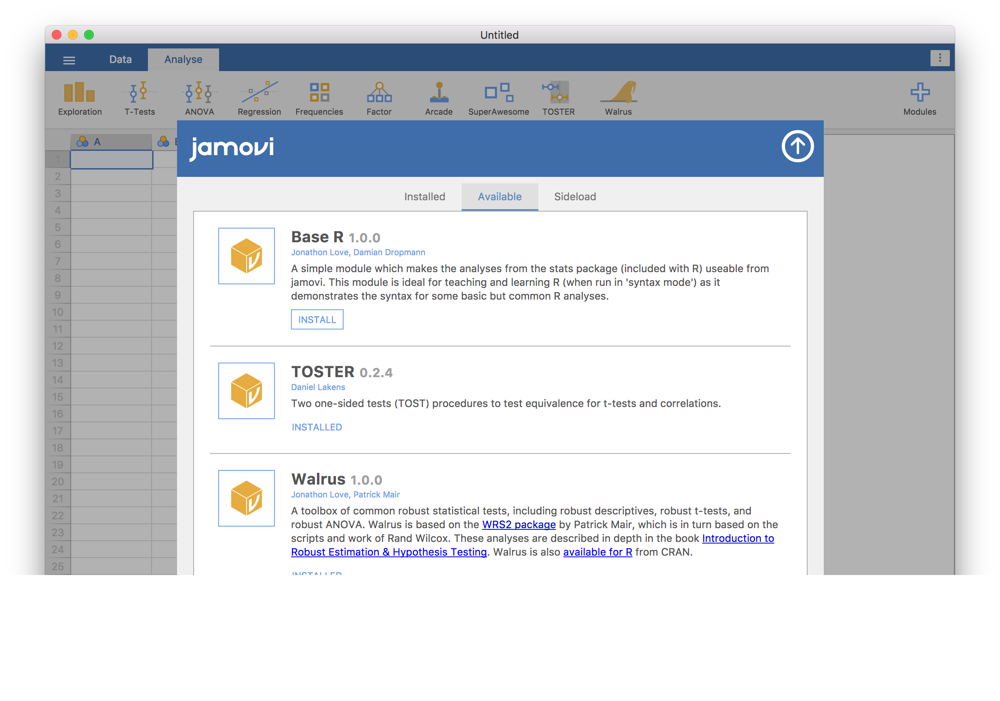 Untitled
Data Analyse
Exploration T-Tests ANOVA Regression Frequencies Factor Arcade SuperAwesome TOSTER Walrus Modules
A
jamovi
Installed Available Sideload
1
2
3
4
5
6
7
8
9
10
11
12
13
14
15
16
17
18
19
20
21
22
23
24
25
Base R 1.0.0
Jonathon Love, Damian Dropmann
A simple module which makes the analyses from the stats package (included with R) useable from
jamovi. This module is ideal for teaching and learning R (when run in 'syntax mode') as it
demonstrates the syntax for some basic but common R analyses.
INSTALL
TOSTER 0.2.4
Daniel Lakens
Two one-sided tests (TOST) procedures to test equivalence for t-tests and correlations.
INSTALLED
Walrus 1.0.0
Jonathon Love, Patrick Mair
A toolbox of common robust statistical tests, including robust descriptives, robust t-tests, and
robust ANOVA. Walrus is based on the WRS2 package by Patrick Mair, which is in turn based on the
scripts and work of Rand Wilcox. These analyses are described in depth in the book Introduction to
Robust Estimation & Hypothesis Testing. Walrus is also available for R from CRAN.
INSTALLED